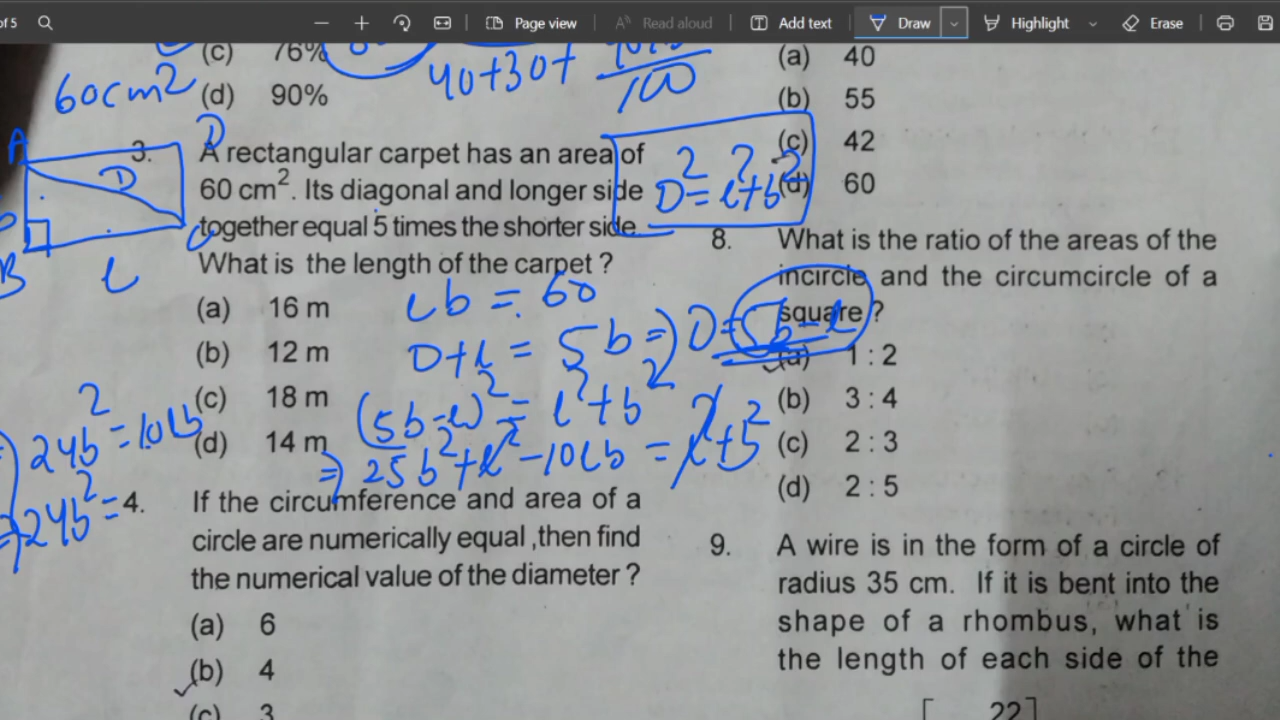 of 5
Page view
Read aloud
Add text
Draw
Highlight
Erase
(c) 76%
(d) 90%
60cm²
40+30+
100
3. A rectangular carpet has an area of
60 cm². Its diagonal and longer side
together equal 5 times the shorter side.
What is the length of the carpet ?
(a) 16 m
(b) 12 m
(c) 18 m
(d) 14 m
A
D
D
B
C
l
D² = l²+b²
lb = 60
D+l = 5b ⇒ D=5b-l
(5b-l)² = l²+b²
⇒ 25b²+l²-10lb = l²+b²
24b² = 10lb
⇒ 24b² =
4. If the circumference and area of a
circle are numerically equal ,then find
the numerical value of the diameter ?
(a) 6
(b) 4
(c) 3
(a) 40
(b) 55
(c) 42
(d) 60
8. What is the ratio of the areas of the
incircle and the circumcircle of a
square ?
(a) 1 : 2
(b) 3 : 4
(c) 2 : 3
(d) 2 : 5
9. A wire is in the form of a circle of
radius 35 cm. If it is bent into the
shape of a rhombus, what is
the length of each side of the
22